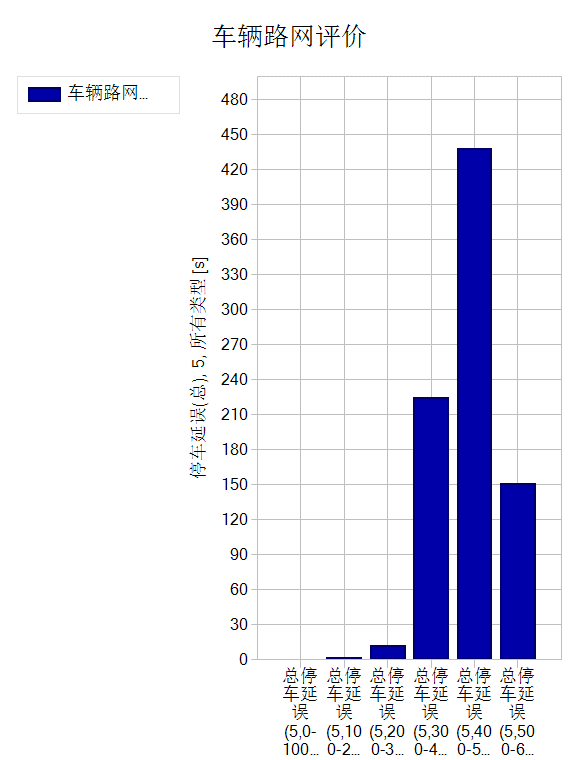 车辆路网评价
车辆路网...
停车延误(总), 5, 所有类型 [s]
480
450
420
390
360
330
300
270
240
210
180
150
120
90
60
30
0
总停
车延
误
(5,0-
100...
总停
车延
误
(5,10
0-2...
总停
车延
误
(5,20
0-3...
总停
车延
误
(5,30
0-4...
总停
车延
误
(5,40
0-5...
总停
车延
误
(5,50
0-6...